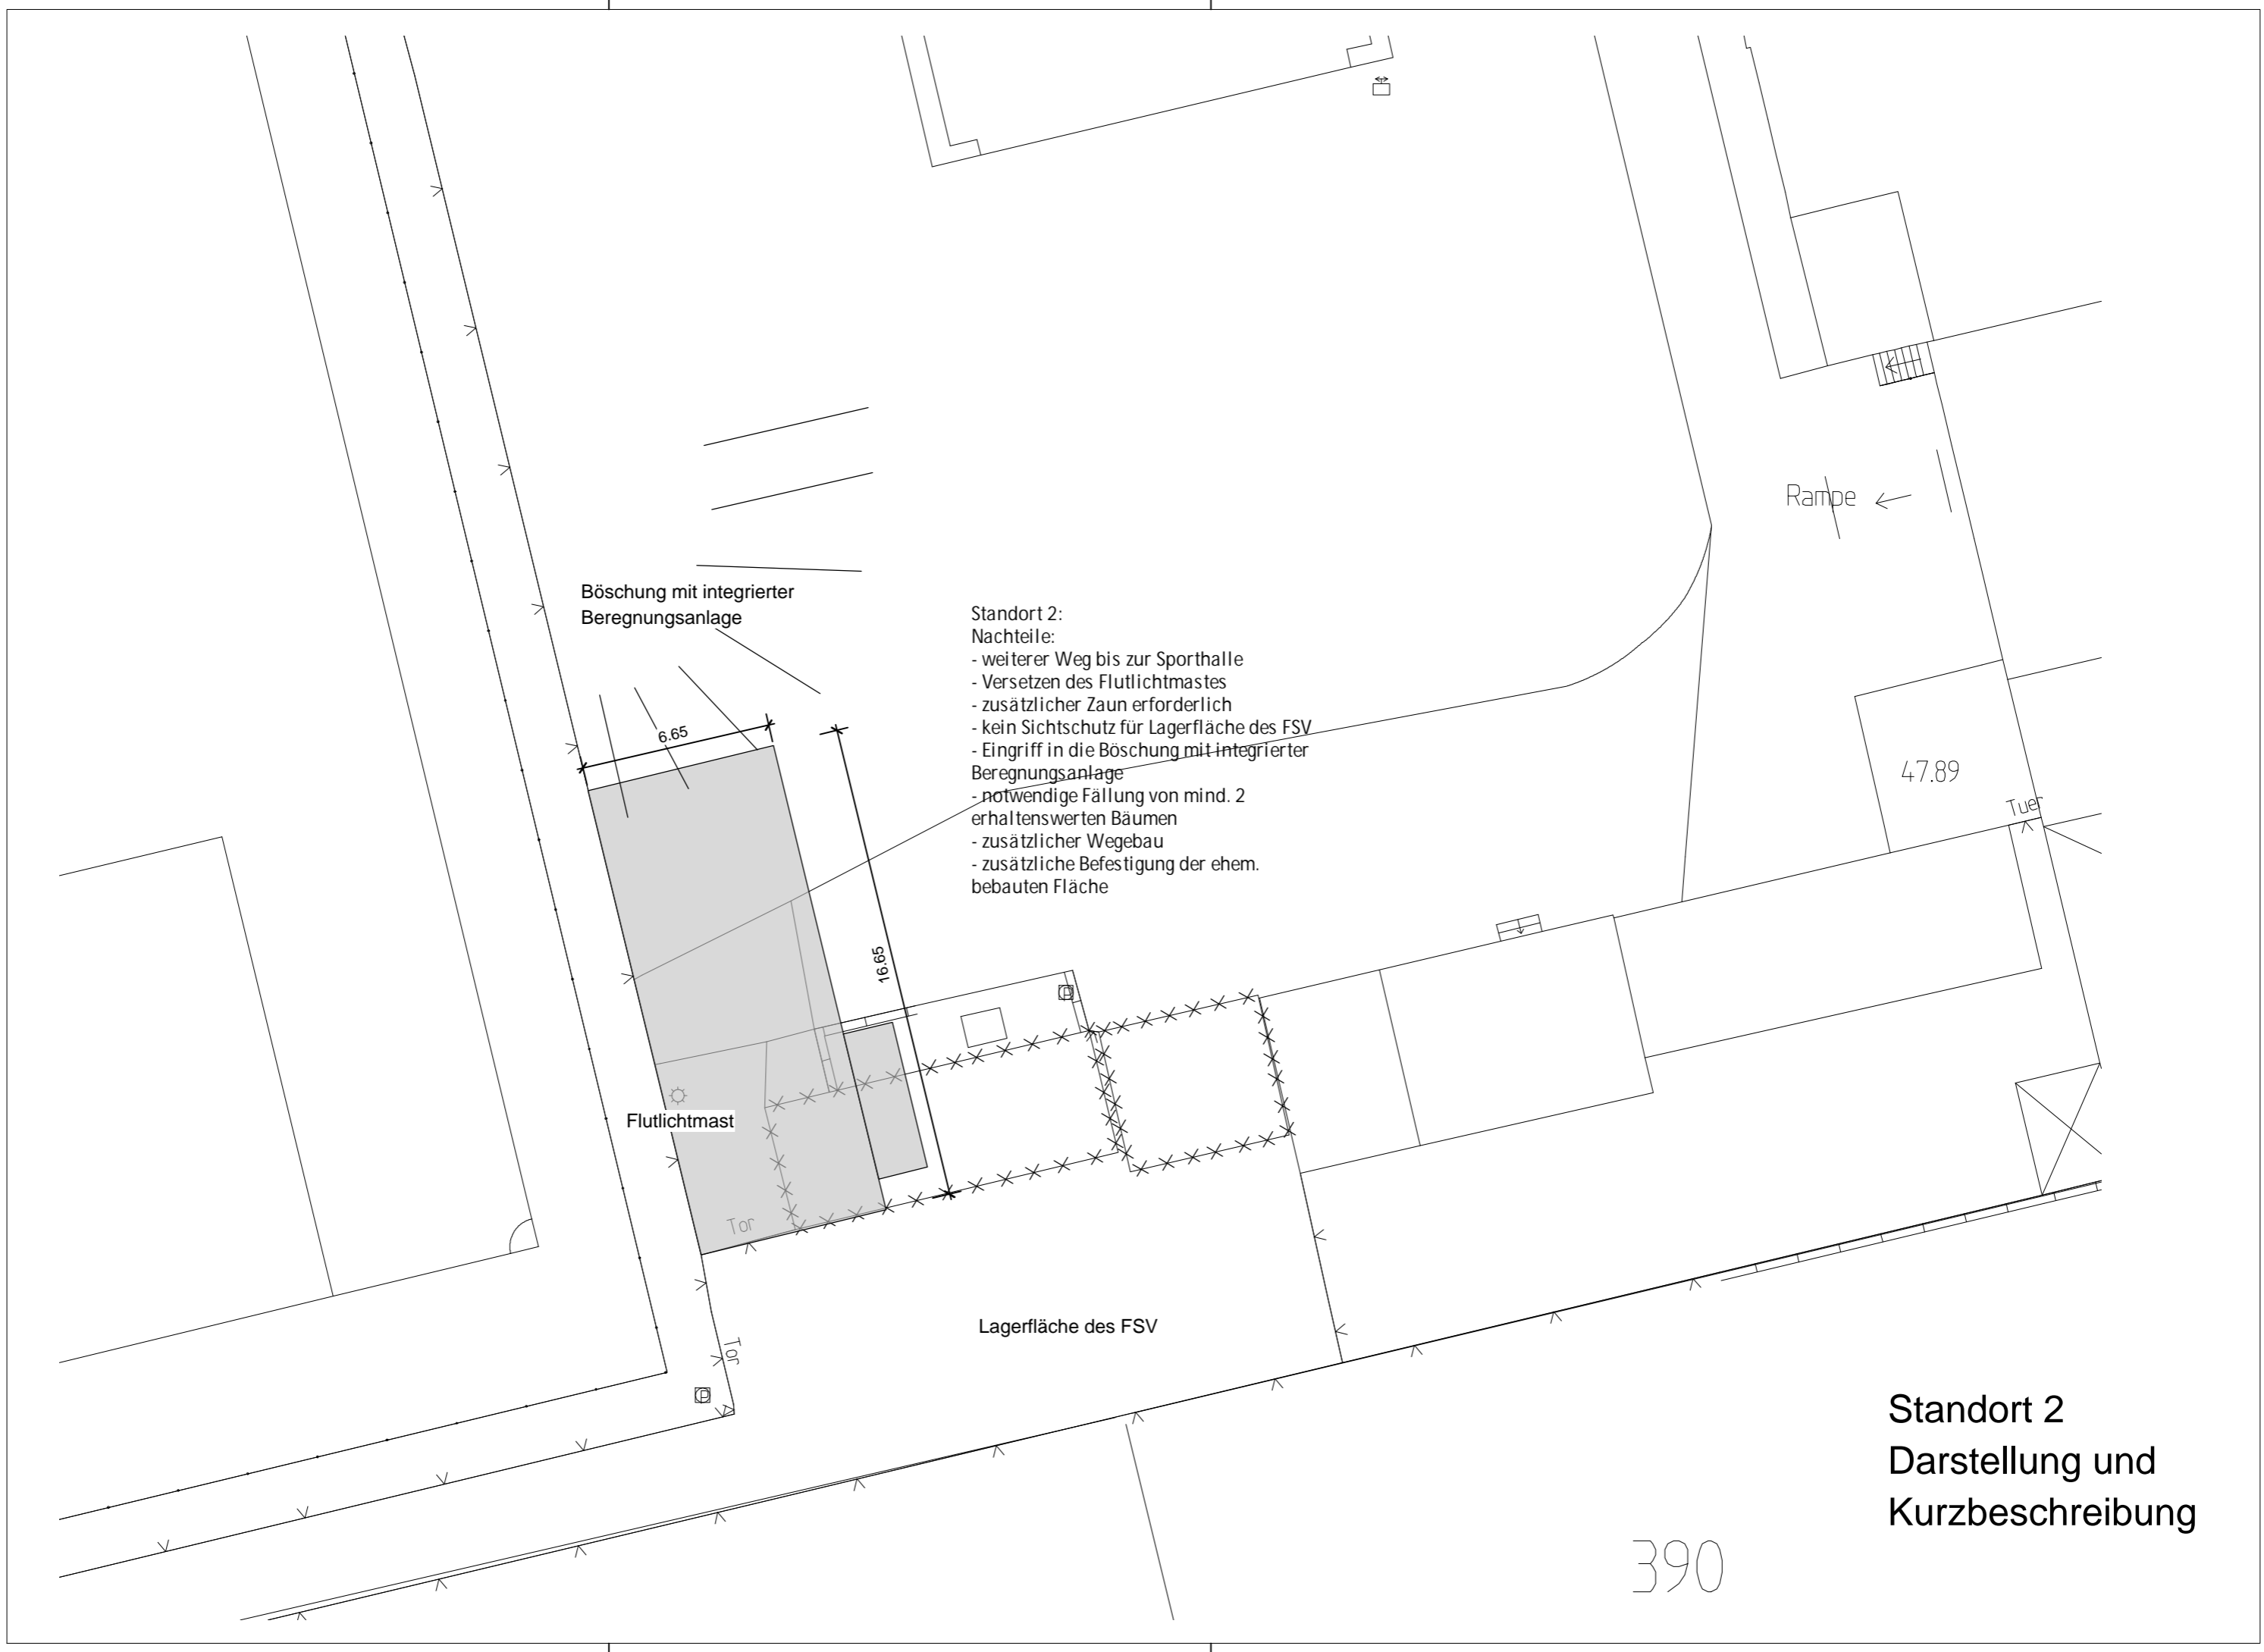 Rampe
Böschung mit integrierter
Beregnungsanlage
Standort 2:
Nachteile:
- weiterer Weg bis zur Sporthalle
- Versetzen des Flutlichtmastes
- zusätzlicher Zaun erforderlich
- kein Sichtschutz für Lagerfläche des FSV
- Eingriff in die Böschung mit integrierter
Beregnungsanlage
- notwendige Fällung von mind. 2
erhaltenswerten Bäumen
- zusätzlicher Wegebau
- zusätzliche Befestigung der ehem.
bebauten Fläche
6.65
47.89
Tuer
16.65
P
Flutlichtmast
Tor
Lagerfläche des FSV
Tor
P
Standort 2
Darstellung und
Kurzbeschreibung
390